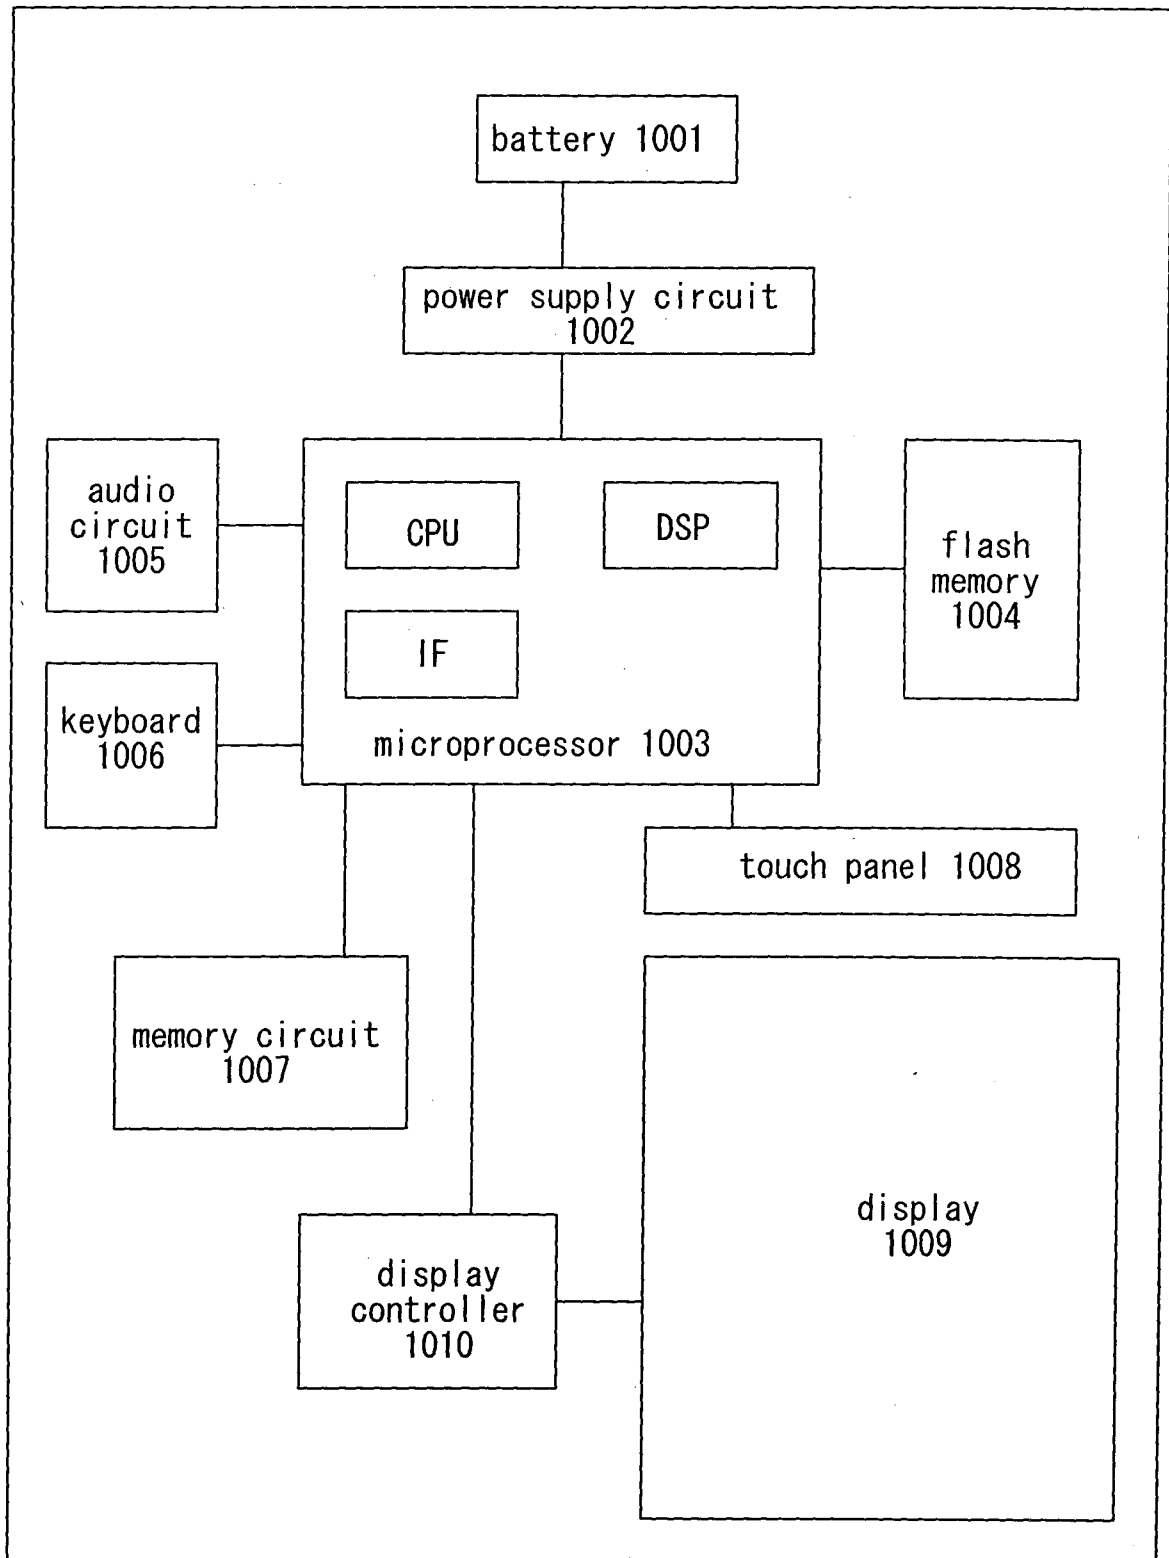 battery 1001
power supply circuit
1002
audio
circuit
1005
CPU
DSP
flash
memory
1004
IF
keyboard
1006
microprocessor 1003
touch panel 1008
memory circuit
1007
display
1009
display
controller
1010